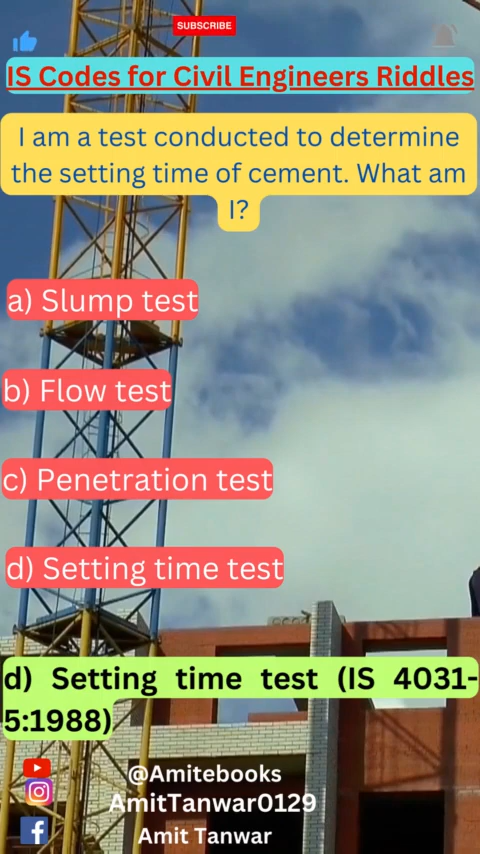 SUBSCRIBE
IS Codes for Civil Engineers Riddles
I am a test conducted to determine
the setting time of cement. What am
I?
a) Slump test
b) Flow test
c) Penetration test
d) Setting time test
d) Setting time test (IS 4031-
5:1988)
@Amitebooks
AmitTanwar0129
Amit Tanwar